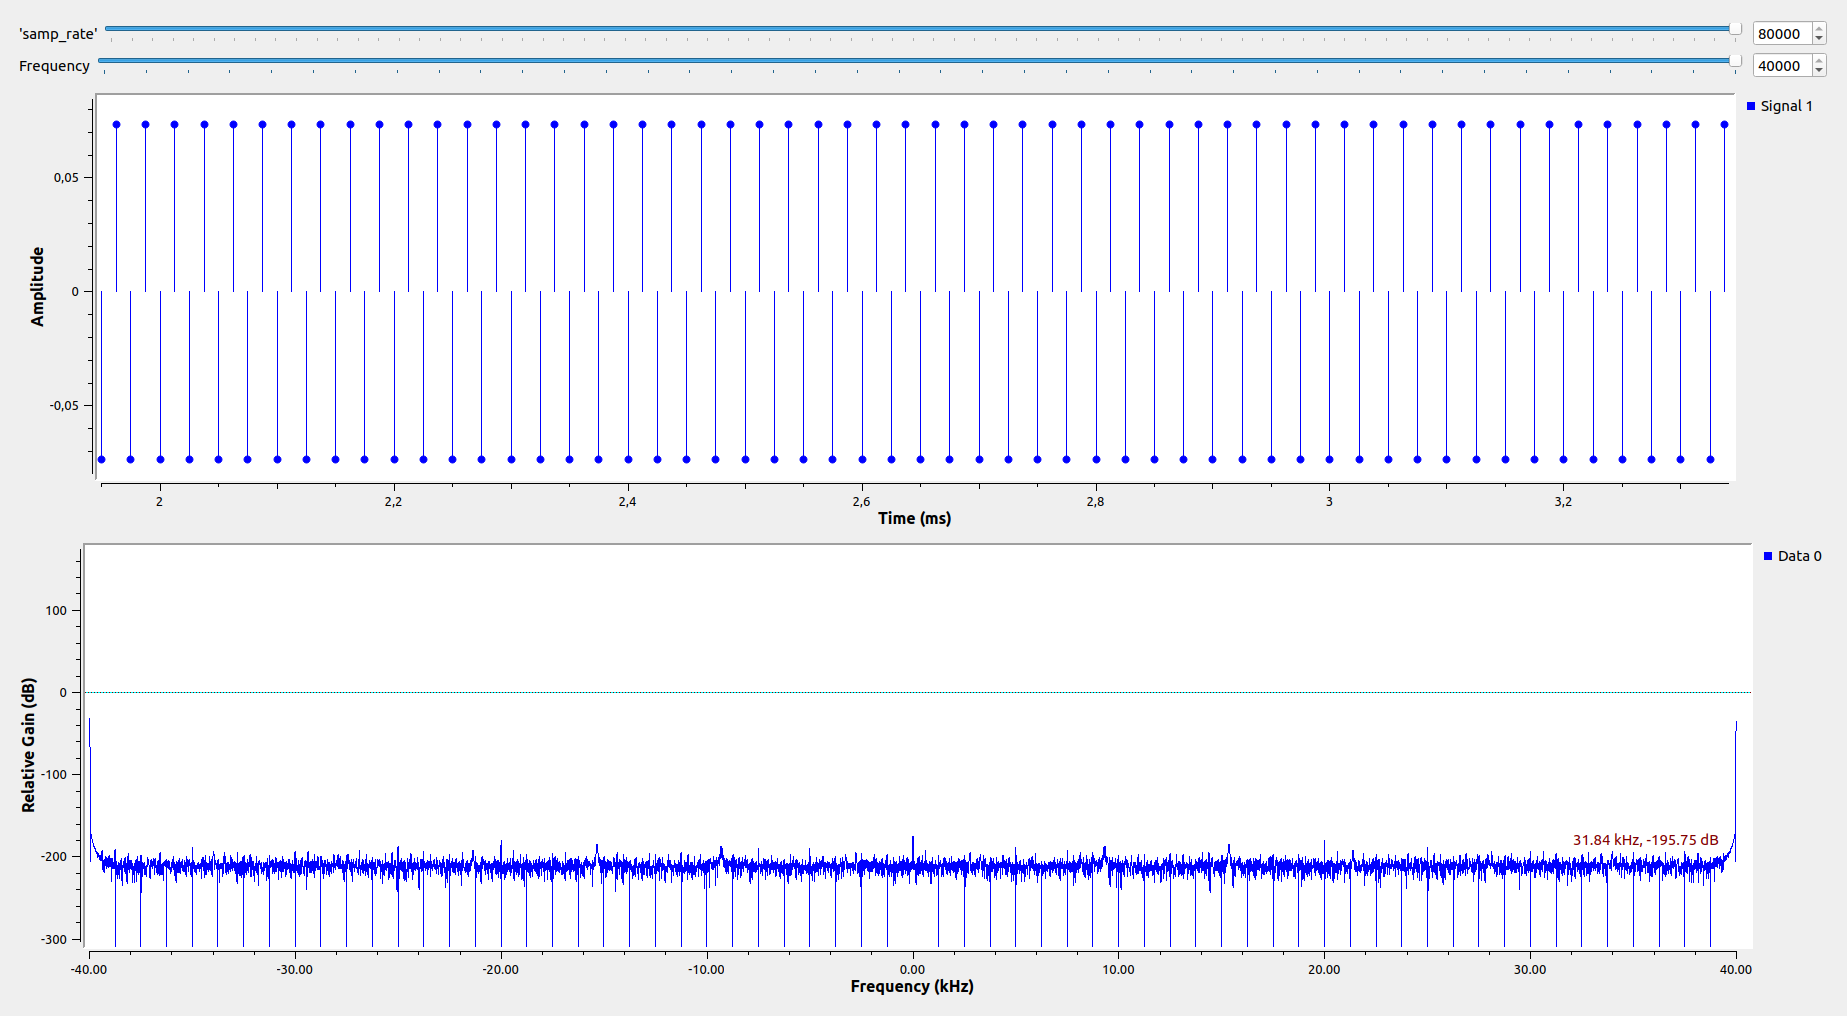 'samp_rate' 80000
Frequency 40000
Signal 1
0,05
0
-0,05
Amplitude
2 2,2 2,4 2,6 2,8 3 3,2
Time (ms)
Data 0
100
0
-100
-200
-300
Relative Gain (dB)
31.84 kHz, -195.75 dB
-40.00 -30.00 -20.00 -10.00 0.00 10.00 20.00 30.00 40.00
Frequency (kHz)